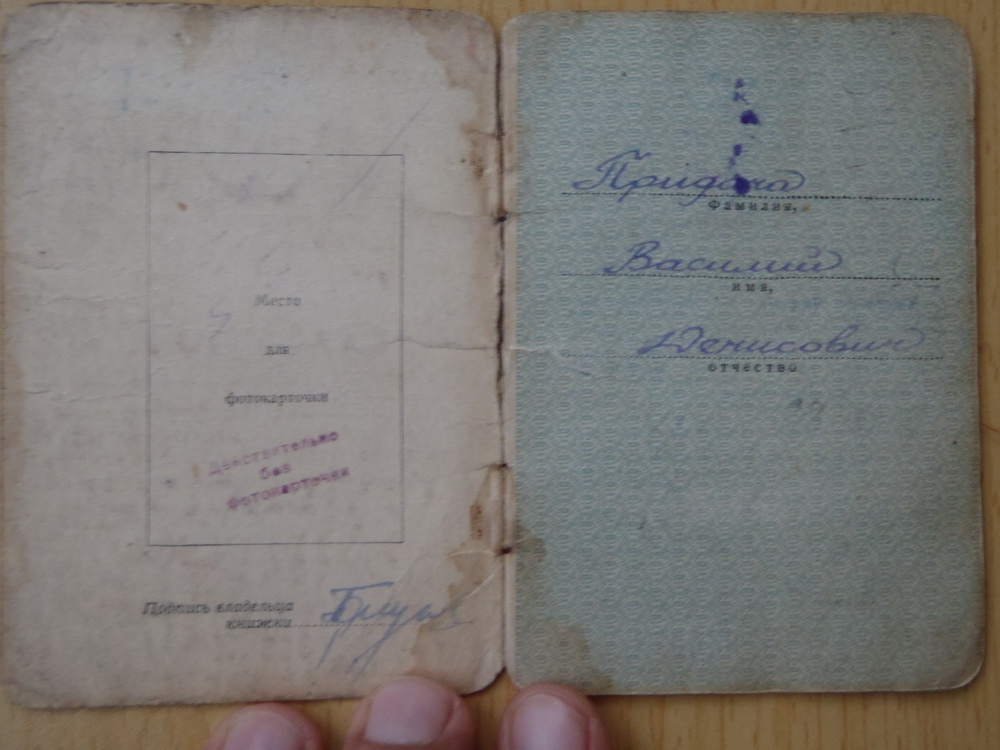 Место
для
фотокарточки
Действительно
без
фотокарточки
Подпись владельца
книжки
Придача
Фамилия,
Василий
имя,
Денисович
отчество